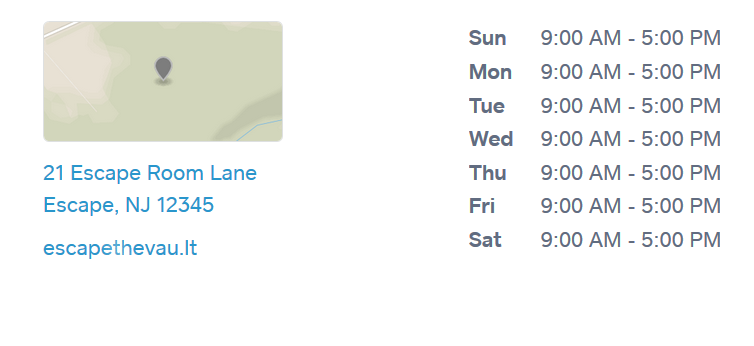 21 Escape Room Lane
Escape, NJ 12345
escapethevau.lt
Sun 9:00 AM - 5:00 PM
Mon 9:00 AM - 5:00 PM
Tue 9:00 AM - 5:00 PM
Wed 9:00 AM - 5:00 PM
Thu 9:00 AM - 5:00 PM
Fri 9:00 AM - 5:00 PM
Sat 9:00 AM - 5:00 PM